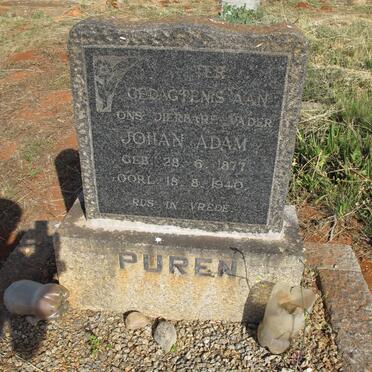 TER
GEDAGTENIS AAN
ONS DIERBARE VADER
JOHAN ADAM
GEB. 28. 6. 1877
OORL. 18. 8. 1940.
RUS IN VREDE
PUREN